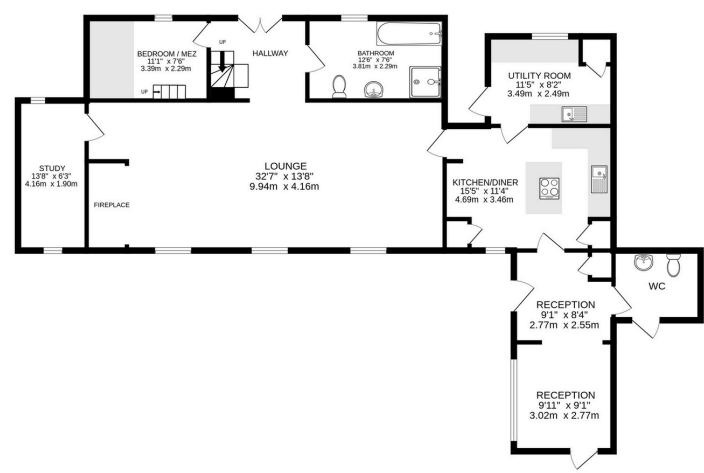 UP
HALLWAY
BEDROOM / MEZ
11'1" x 7'6"
3.39m x 2.29m
UP
BATHROOM
12'6" x 7'6"
3.81m x 2.29m
UTILITY ROOM
11'5" x 8'2"
3.49m x 2.49m
STUDY
13'8" x 6'3"
4.16m x 1.90m
FIREPLACE
LOUNGE
32'7" x 13'8"
9.94m x 4.16m
KITCHEN/DINER
15'5" x 11'4"
4.69m x 3.46m
WC
RECEPTION
9'1" x 8'4"
2.77m x 2.55m
RECEPTION
9'11" x 9'1"
3.02m x 2.77m